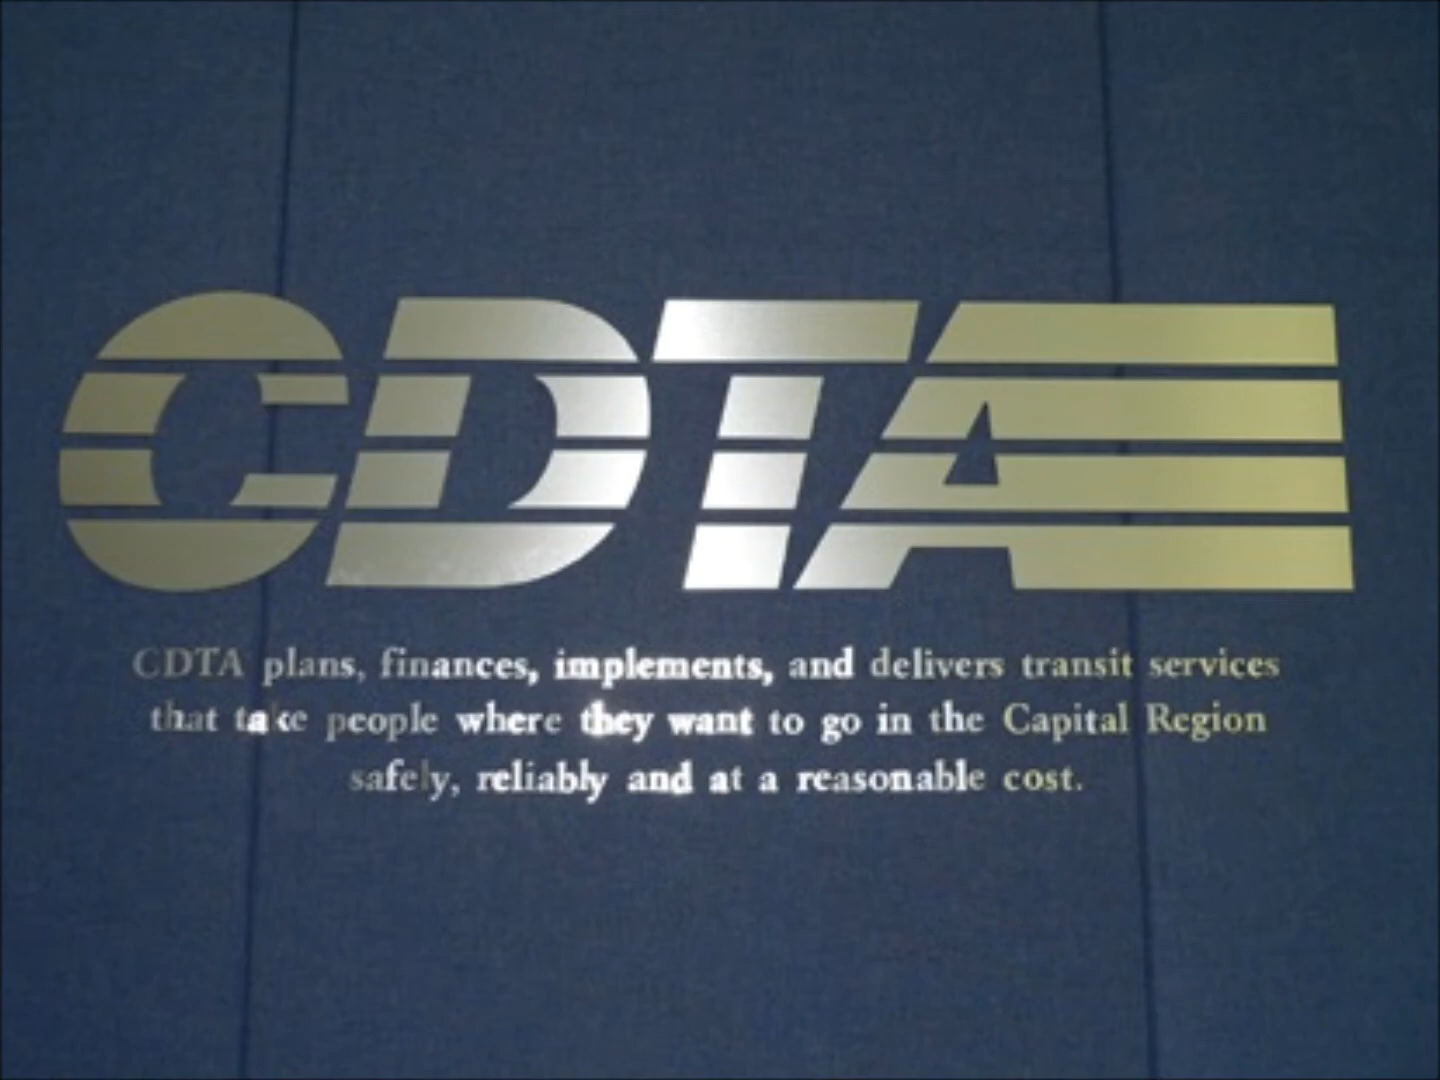 CDTA
CDTA plans, finances, implements, and delivers transit services
that take people where they want to go in the Capital Region
safely, reliably and at a reasonable cost.